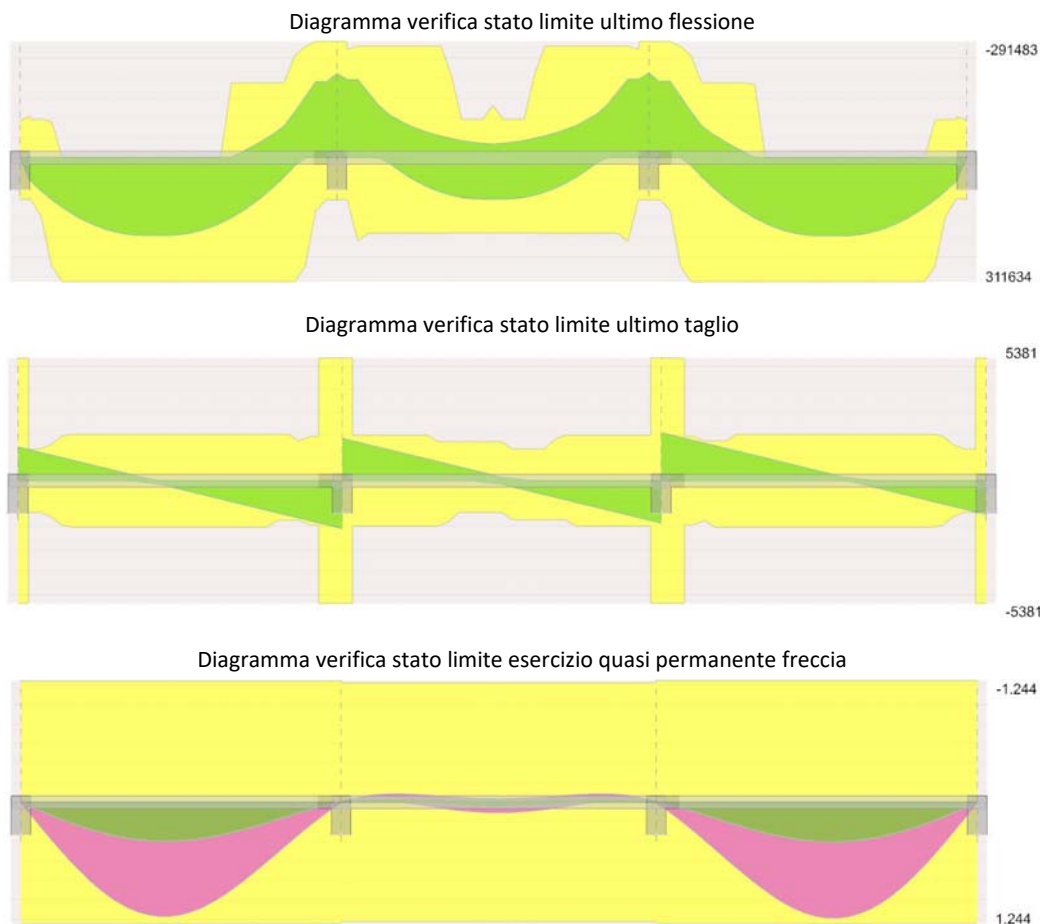 Diagramma verifica stato limite ultimo flessione
-291483
311634
Diagramma verifica stato limite ultimo taglio
5381
-5381
Diagramma verifica stato limite esercizio quasi permanente freccia
-1.244
1.244